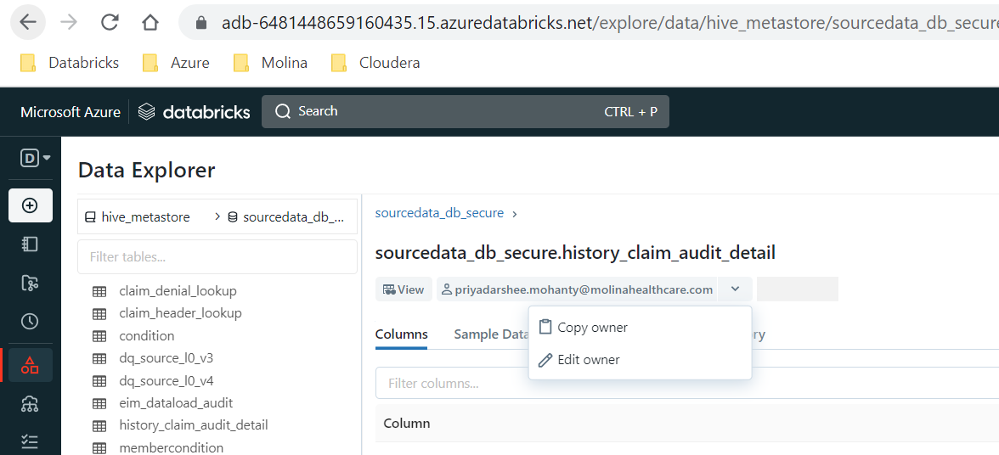 adb-6481448659160435.15.azuredatabricks.net/explore/data/hive_metastore/sourcedata_db_secure
Databricks Azure Molina Cloudera
Microsoft Azure databricks Search CTRL + P
D
Data Explorer
hive_metastore > sourcedata_db_...
Filter tables...
claim_denial_lookup
claim_header_lookup
condition
dq_source_l0_v3
dq_source_l0_v4
eim_dataload_audit
history_claim_audit_detail
membercondition
sourcedata_db_secure >
sourcedata_db_secure.history_claim_audit_detail
View priyadarshee.mohanty@molinahealthcare.com
Copy owner
Edit owner
Columns Sample Data ry
Filter columns...
Column